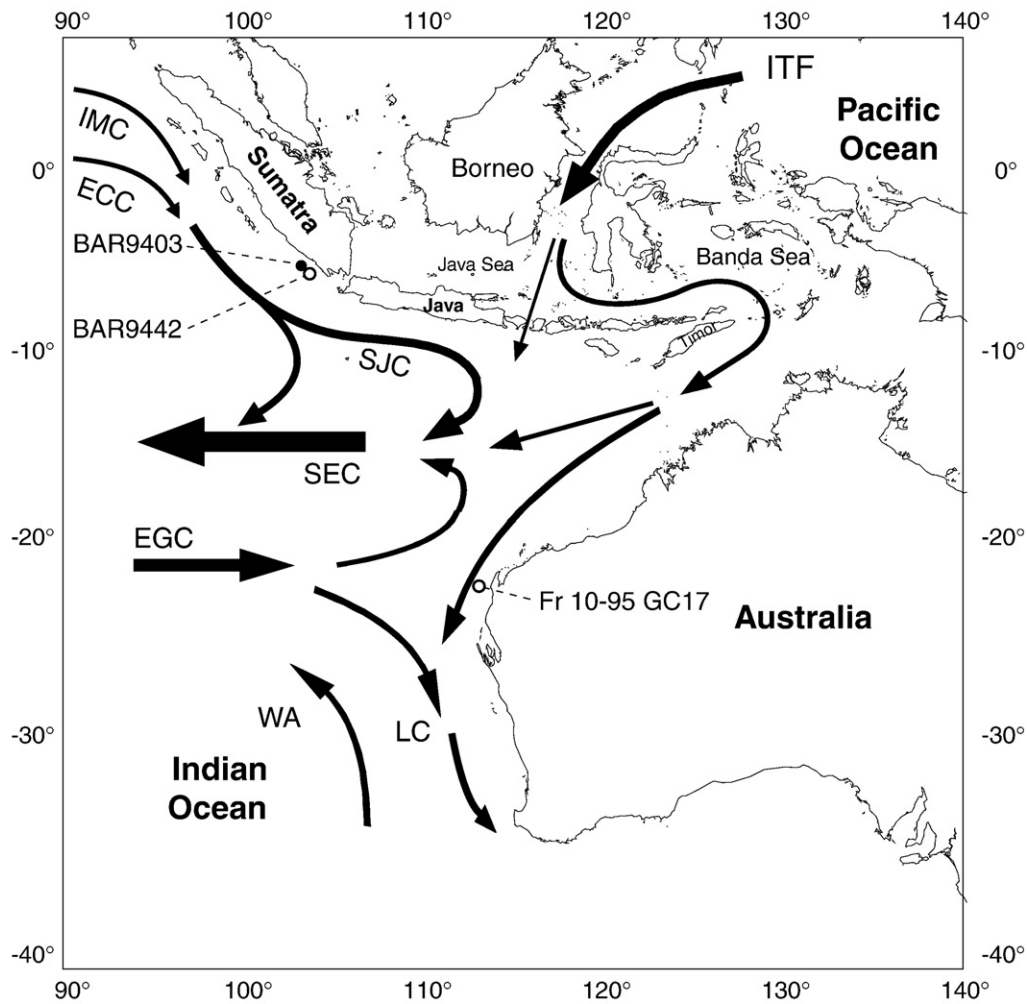 90° 100° 110° 120° 130° 140°
ITF
IMC
Pacific
Ocean
0° 0°
Borneo
Sumatra
ECC
BAR9403
Java Sea
Banda Sea
Java
BAR9442
Timor
-10° -10°
SJC
SEC
-20° -20°
EGC
Fr 10-95 GC17
Australia
WA
LC
-30° -30°
Indian
Ocean
-40° -40°
90° 100° 110° 120° 130° 140°